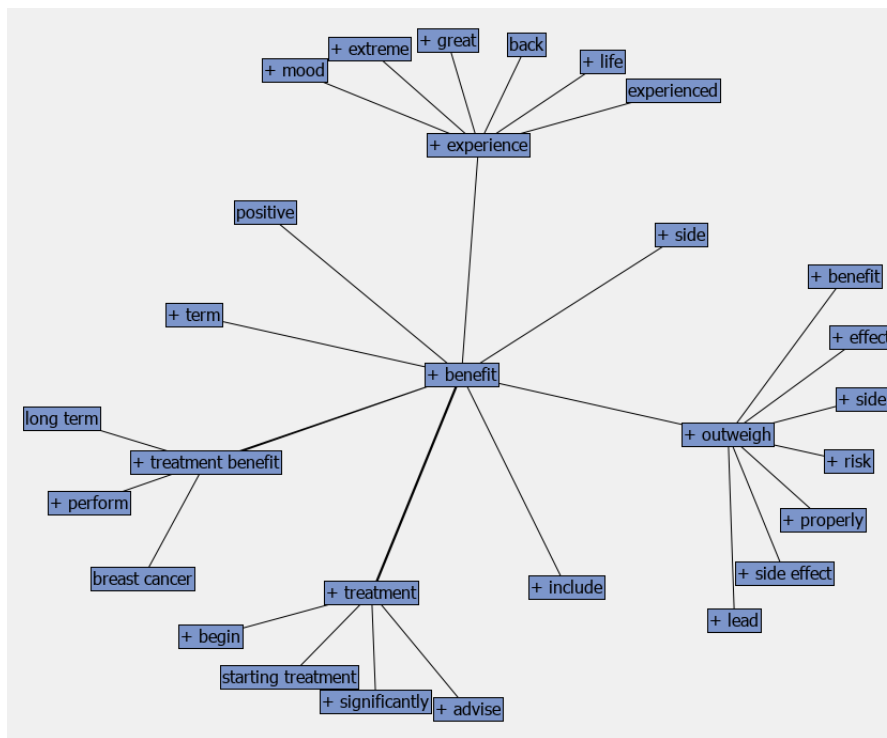 + great
back
+ extreme
+ life
+ mood
experienced
+ experience
positive
+ side
+ benefit
+ term
+ effect
+ benefit
+ side
long term
+ outweigh
+ treatment benefit
+ risk
+ perform
+ properly
breast cancer
+ side effect
+ treatment
+ include
+ lead
+ begin
starting treatment
+ significantly
+ advise